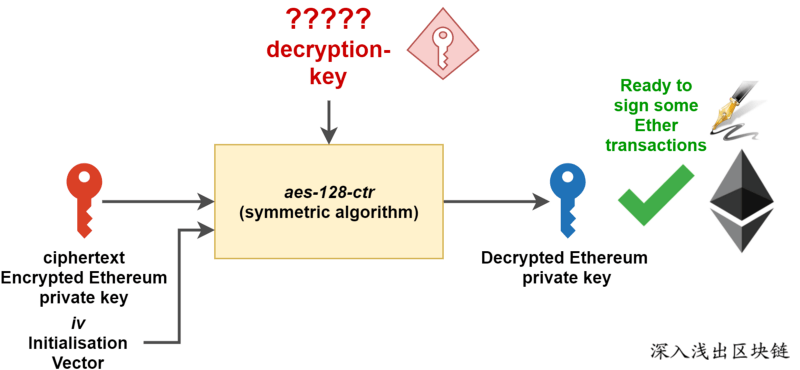 ?????
decryption-
key
Ready to
sign some
Ether
transactions
aes-128-ctr
(symmetric algorithm)
ciphertext
Encrypted Ethereum
private key
Decrypted Ethereum
private key
iv
Initialisation
Vector
深入浅出区块链